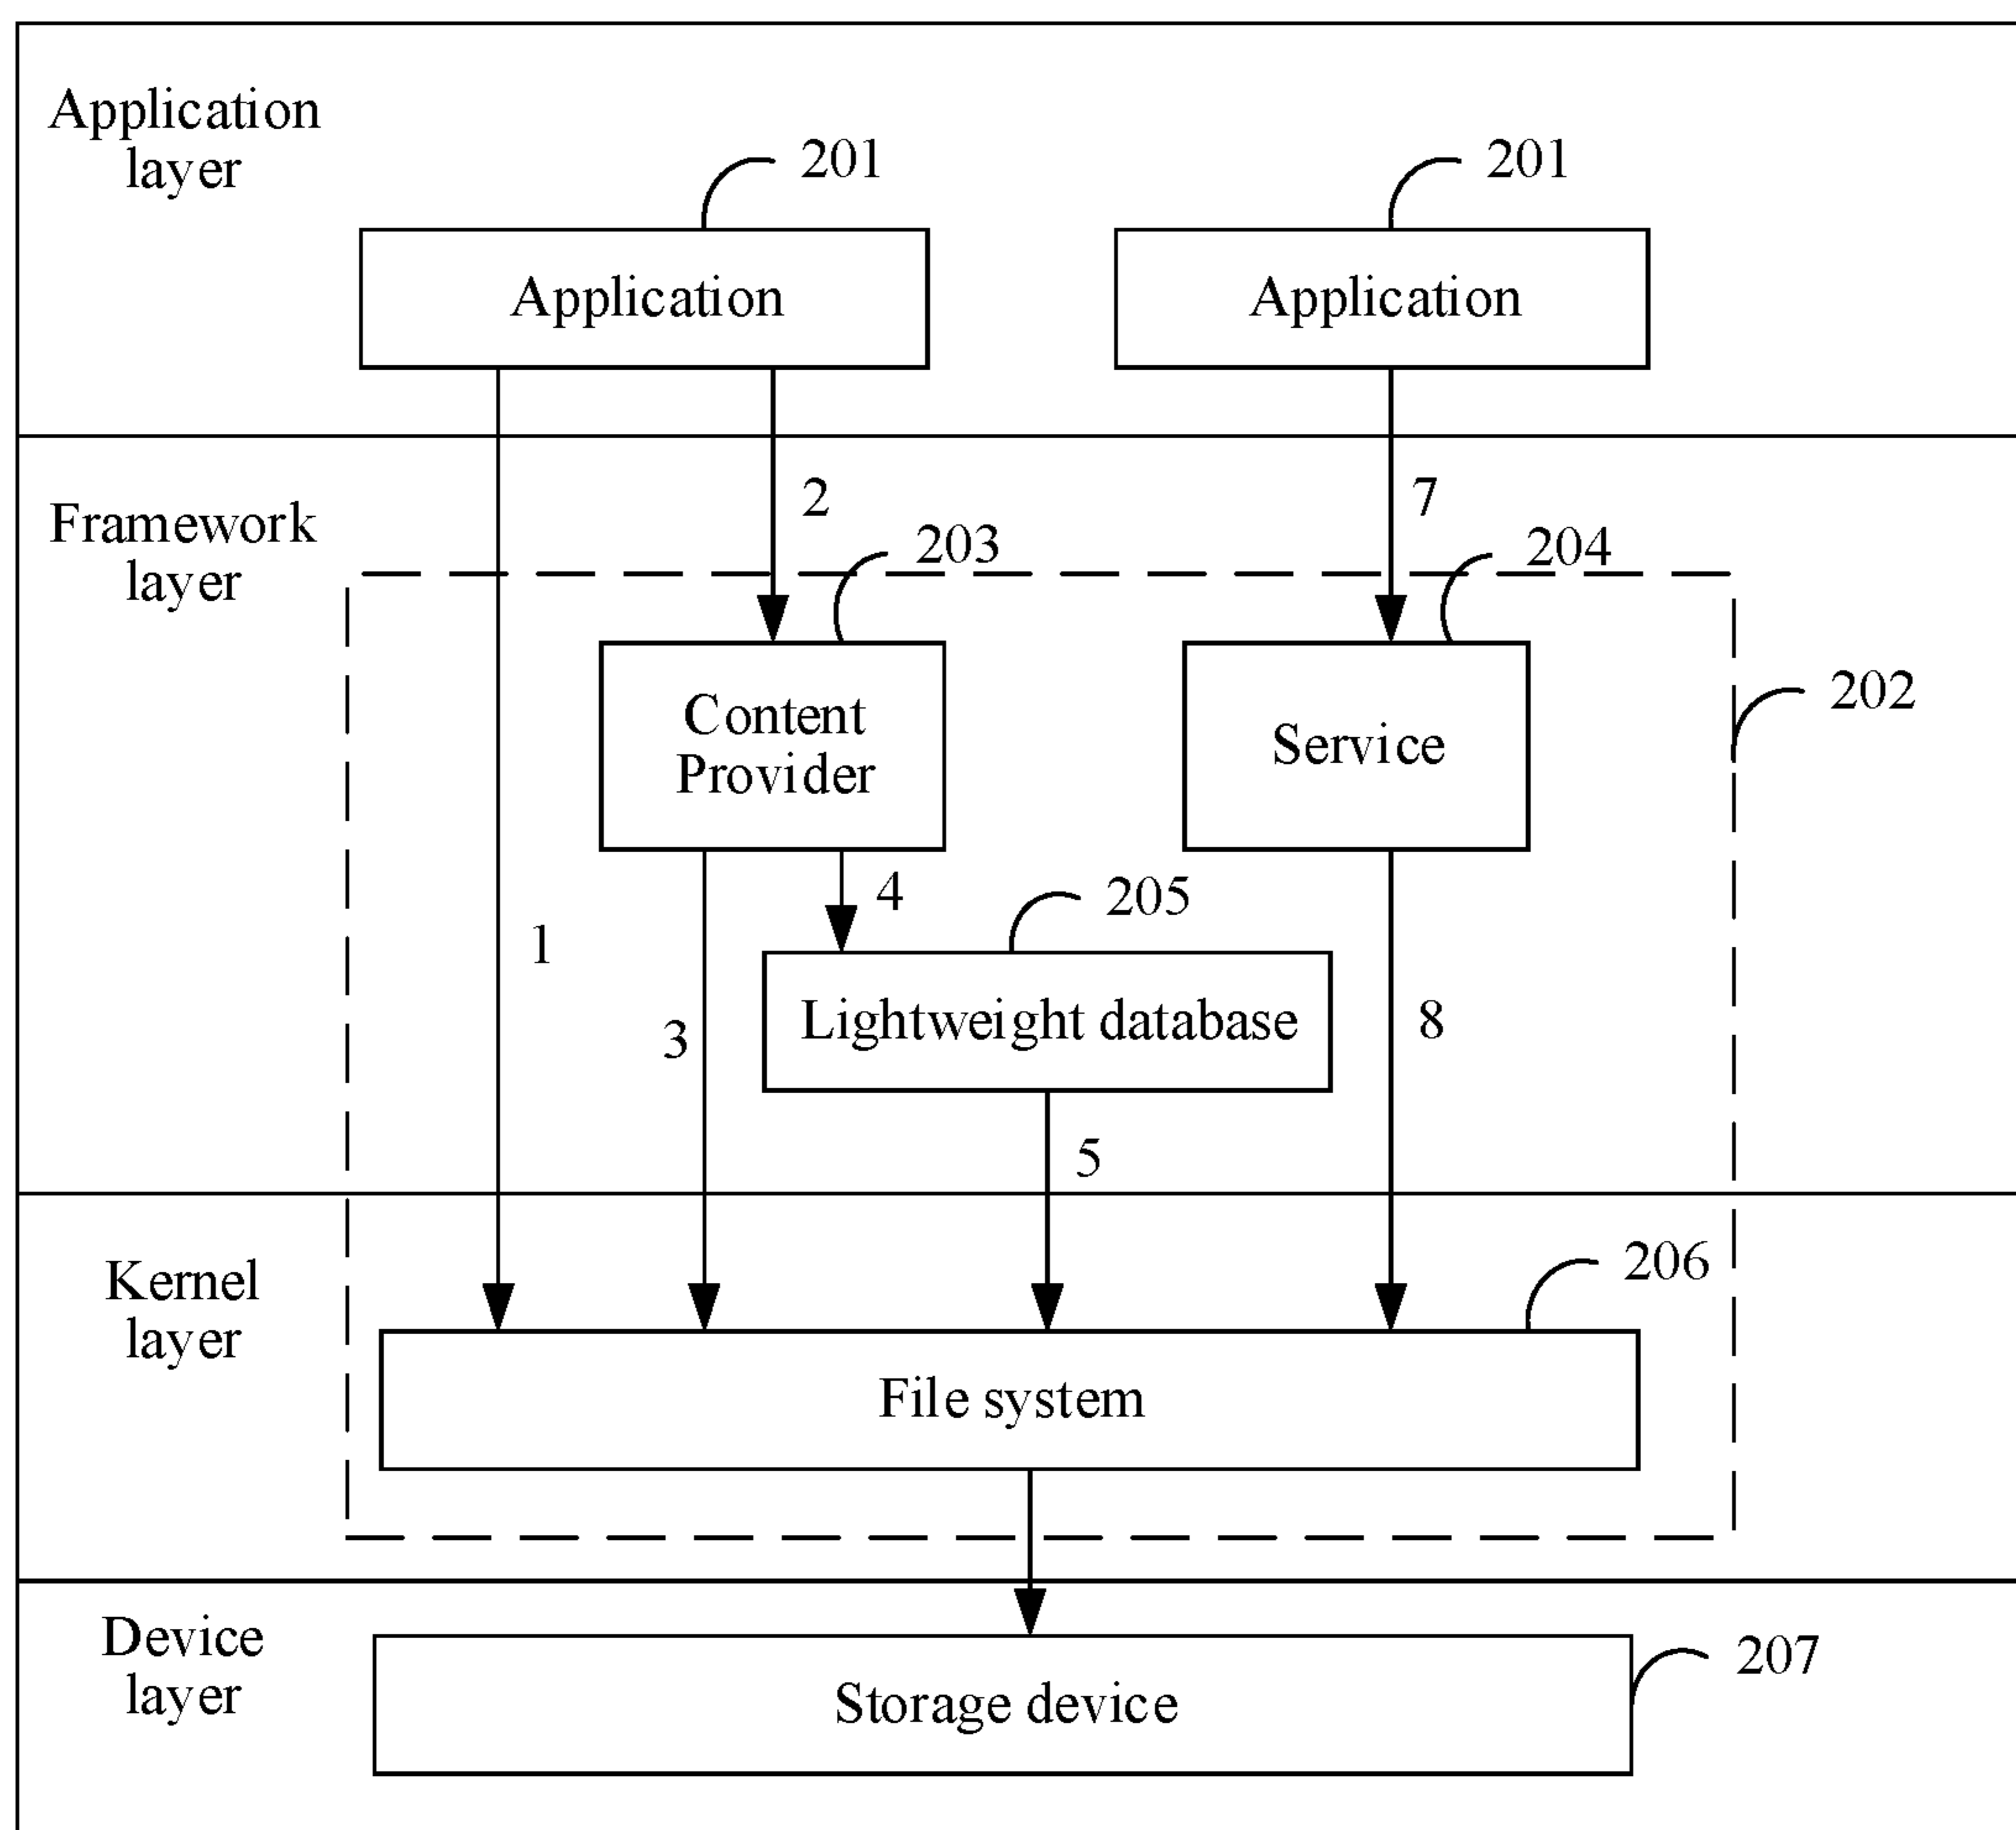 Application
layer
201
201
Application
Application
Framework
layer
2
7
203
204
202
Content
Provider
Service
4
205
1
3
Lightweight database
8
5
Kernel
layer
206
File system
Device
layer
207
Storage device